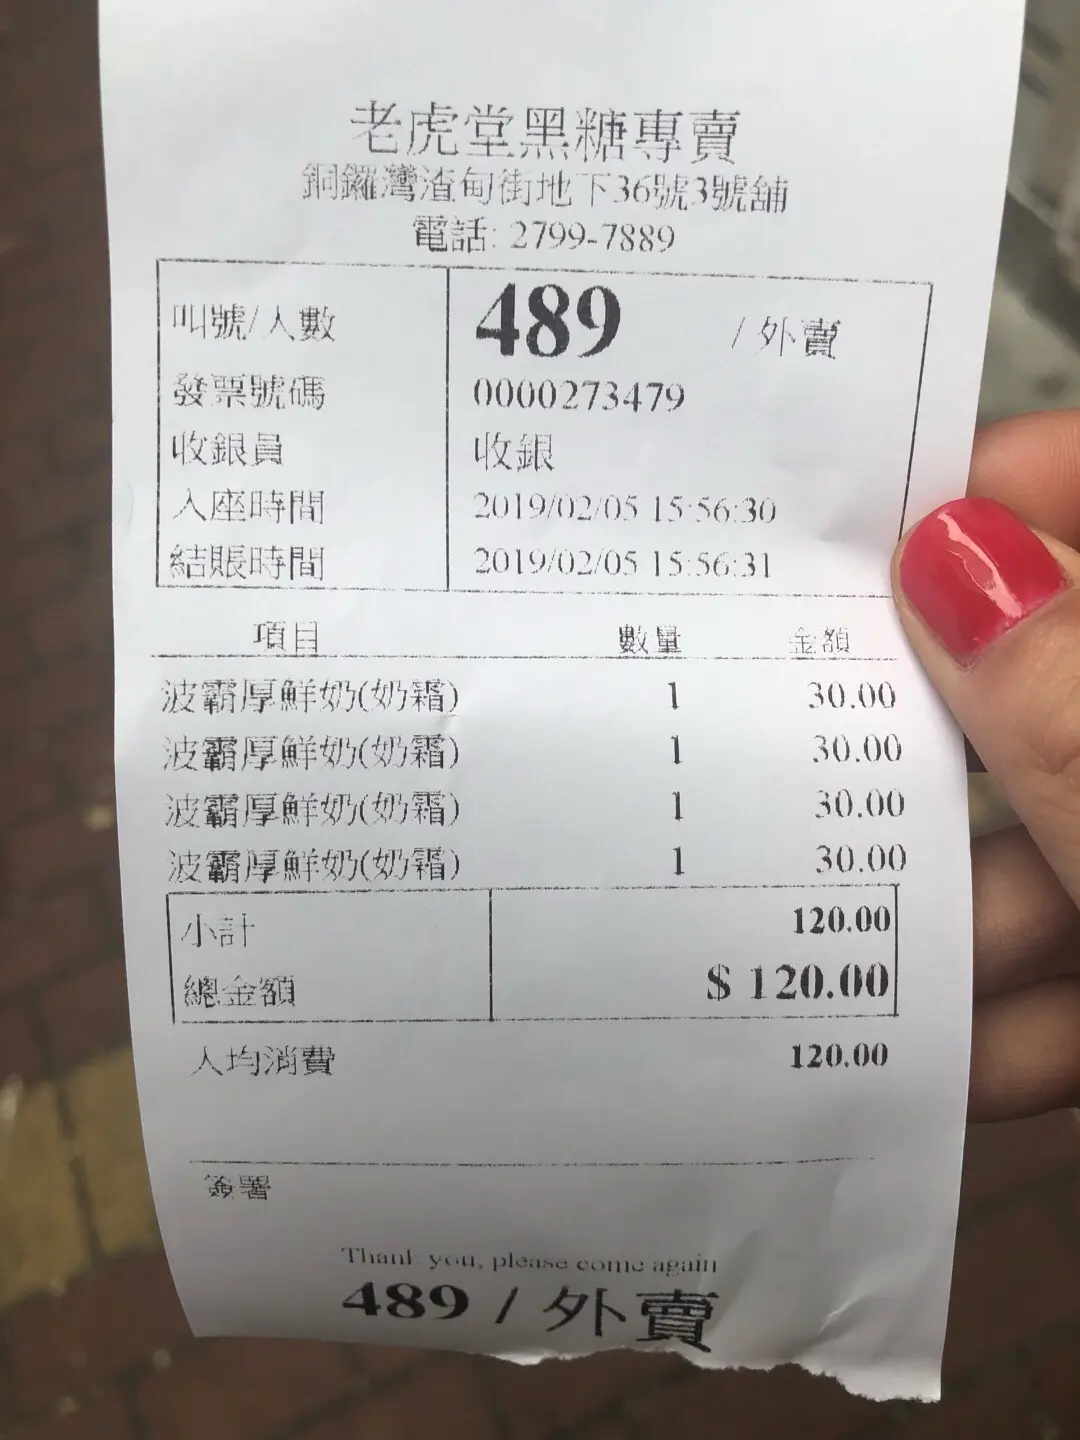 老虎堂黑糖專賣
銅鑼灣渣甸街地下36號3號舖
電話: 2799-7889
叫號/人數 489 / 外賣
發票號碼 0000273479
收銀員 收銀
入座時間 2019/02/05 15:56:30
結賬時間 2019/02/05 15:56:31
項目 數量 金額
波霸厚鮮奶(奶霜) 1 30.00
波霸厚鮮奶(奶霜) 1 30.00
波霸厚鮮奶(奶霜) 1 30.00
波霸厚鮮奶(奶霜) 1 30.00
小計 120.00
總金額 $ 120.00
人均消費 120.00
簽署
Thank you, please come again
489 / 外賣